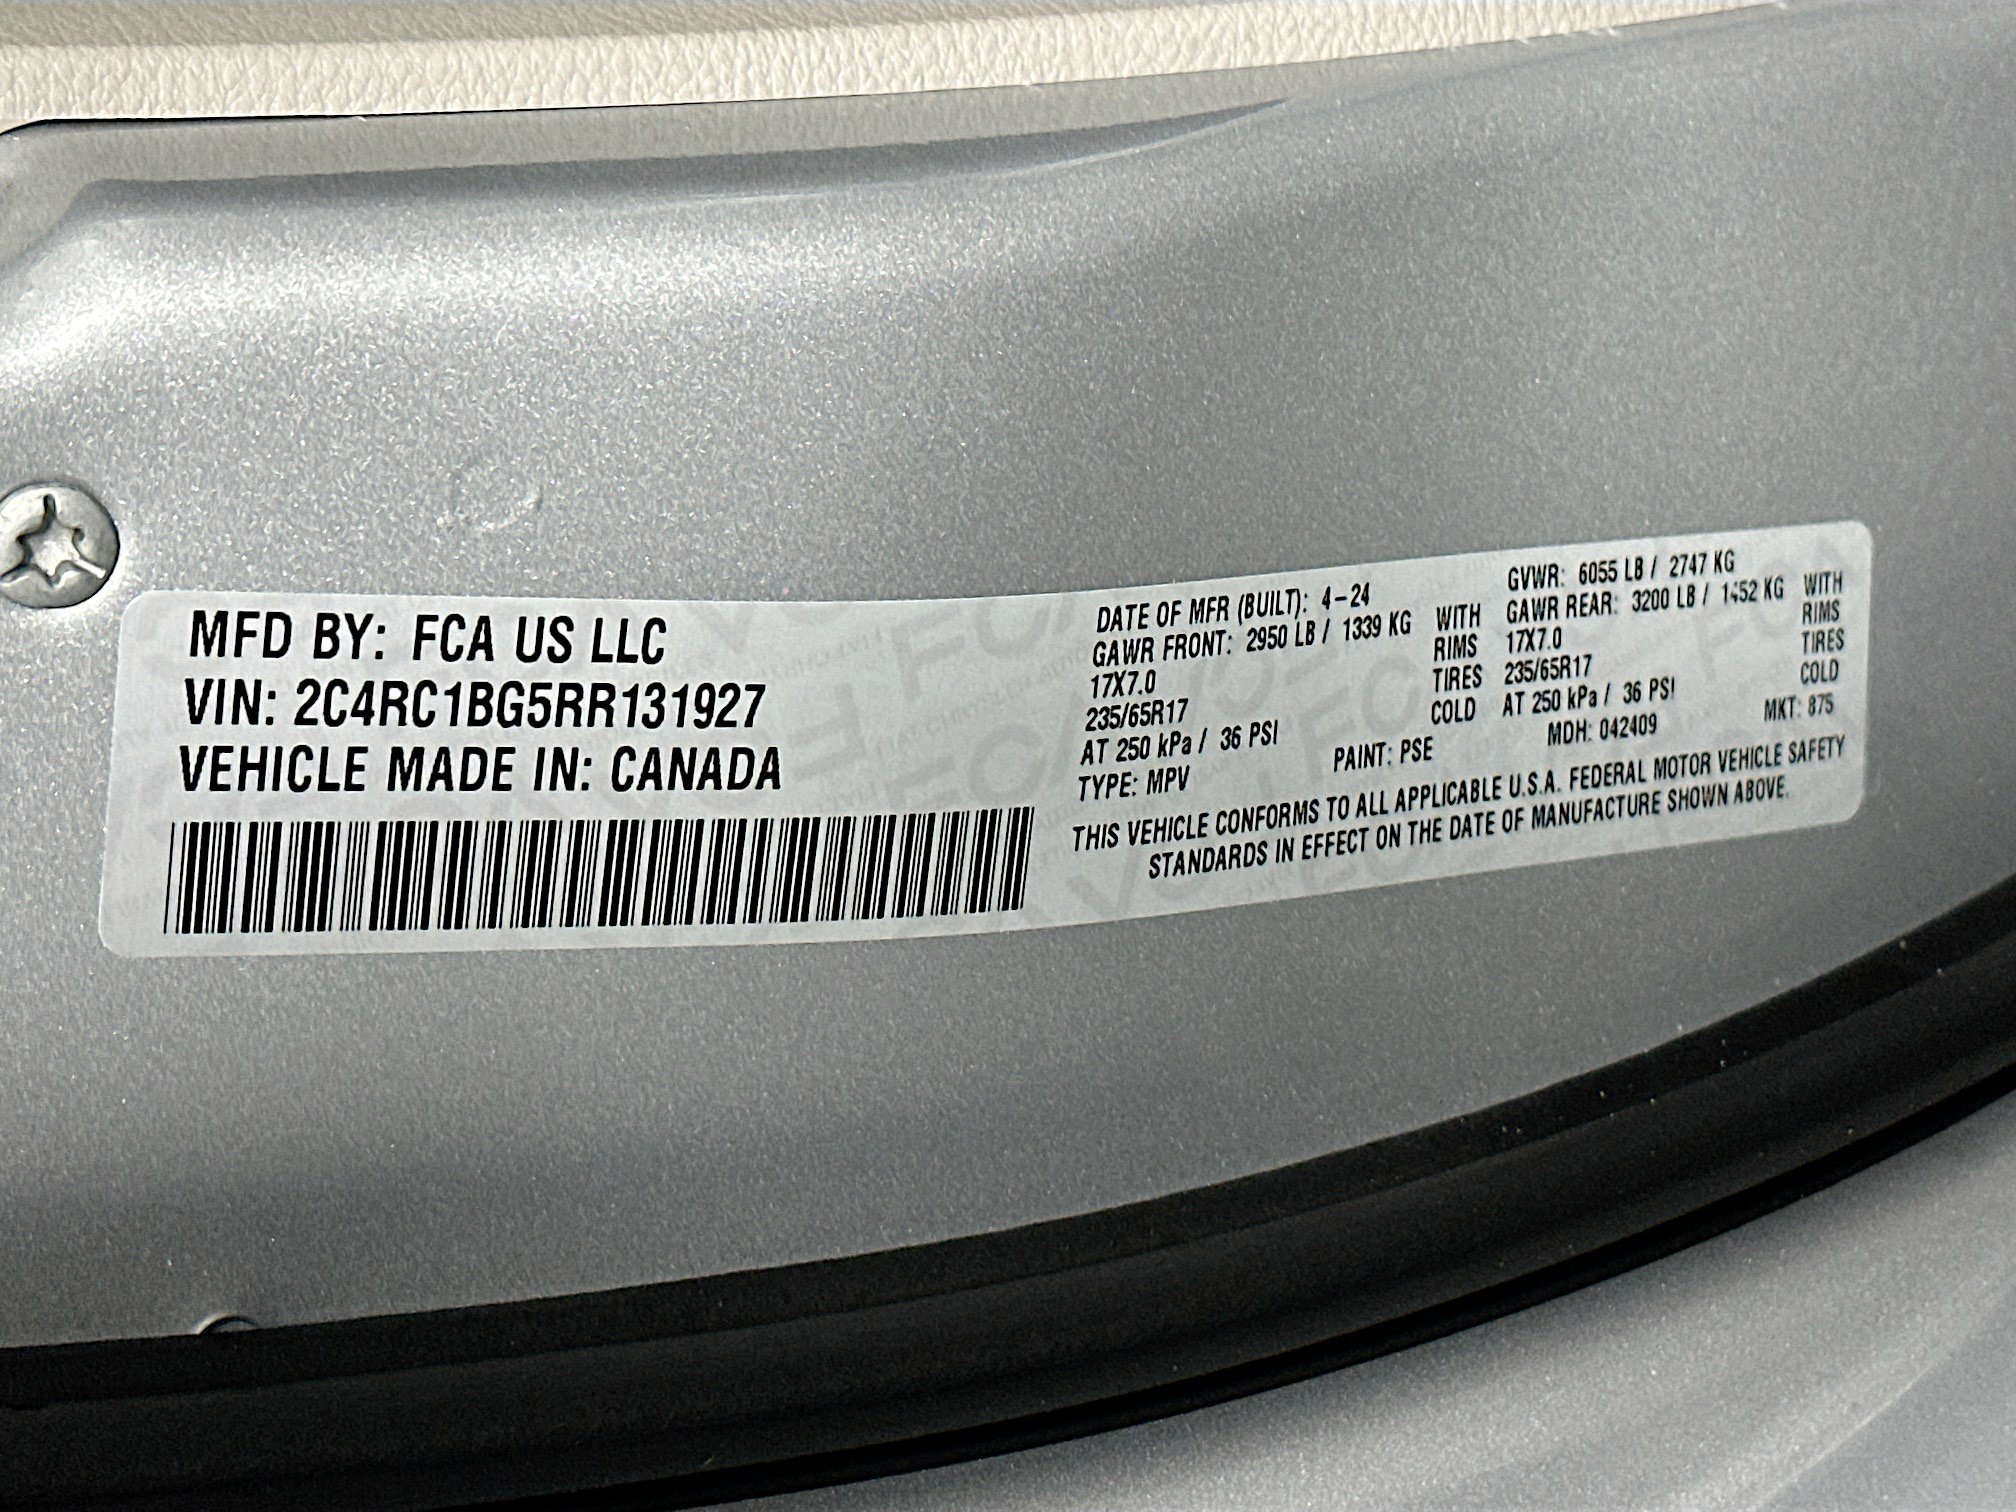 MFD BY: FCA US LLC
VIN: 2C4RC1BG5RR131927
VEHICLE MADE IN: CANADA
DATE OF MFR (BUILT): 4-24 GVWR: 6055 LB / 2747 KG
GAWR FRONT: 2950 LB / 1339 KG WITH GAWR REAR: 3200 LB / 1452 KG WITH
17X7.0 RIMS 17X7.0 RIMS
235/65R17 TIRES 235/65R17 TIRES
AT 250 kPa / 36 PSI COLD AT 250 kPa / 36 PSI COLD
TYPE: MPV PAINT: PSE MDH: 042409 MKT: 875
THIS VEHICLE CONFORMS TO ALL APPLICABLE U.S.A. FEDERAL MOTOR VEHICLE SAFETY
STANDARDS IN EFFECT ON THE DATE OF MANUFACTURE SHOWN ABOVE.